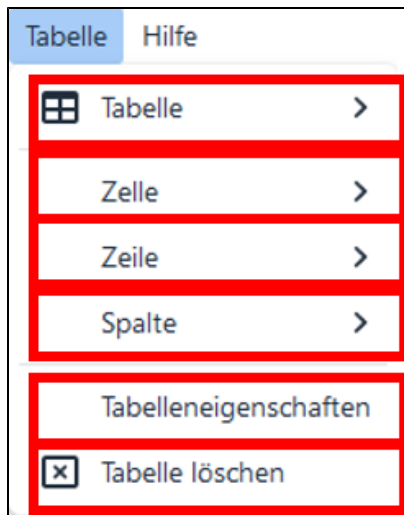 Tabelle Hilfe
Tabelle
Zelle
Zeile
Spalte
Tabelleneigenschaften
Tabelle löschen